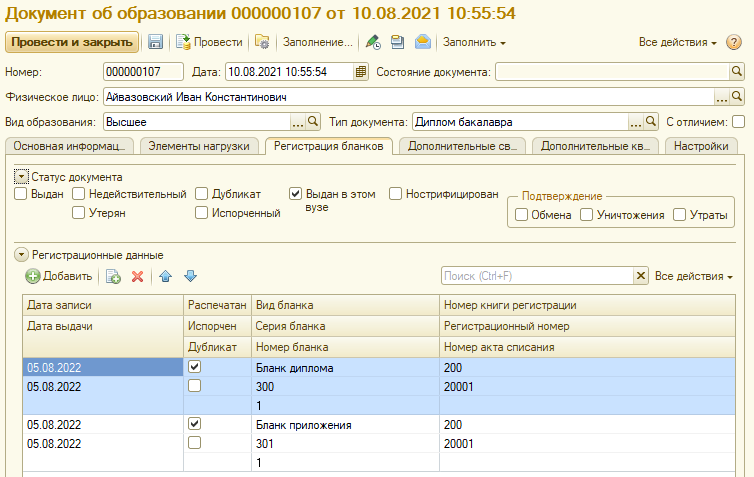 Документ об образовании 000000107 от 10.08.2021 10:55:54
Провести и закрыть Провести Заполнение... Заполнить Все действия ?
Номер: 000000107 Дата: 10.08.2021 10:55:54 Состояние документа:
Физическое лицо: Айвазовский Иван Константинович ...
Вид образования: Высшее ... Тип документа: Диплом бакалавра ... С отличием:
Основная информац... Элементы нагрузки Регистрация бланков Дополнительные св... Дополнительные кв... Настройки
Статус документа
Выдан Недействительный Дубликат Выдан в этом вузе Нострифицирован Подтверждение
Утерян Испорченный Обмена Уничтожения Утраты
Регистрационные данные
Добавить Поиск (Ctrl+F) Все действия
Дата записи Распечатан Вид бланка Номер книги регистрации
Дата выдачи Испорчен Серия бланка Регистрационный номер
Дубликат Номер бланка Номер акта списания
05.08.2022 Бланк диплома 200
05.08.2022 300 20001
1
05.08.2022 Бланк приложения 200
05.08.2022 301 20001
1